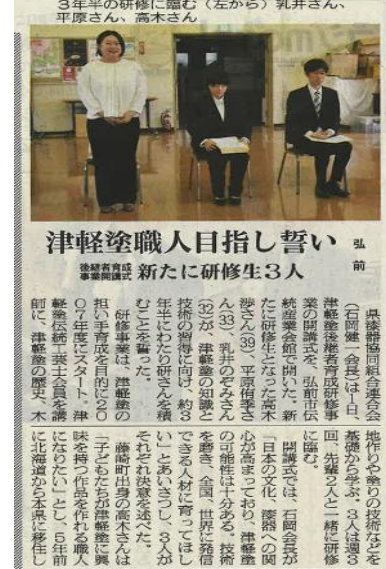 3年半の研修に臨む(左から)乳井さん、
平原さん、高木さん
津軽塗職人目指し誓い
弘前
後継者育成
事業開講式
新たに研修生3人
県漆器協同組合連合会
(石岡健一会長)は1日、
津軽塗後継者育成研修事
業の開講式を、弘前市伝
統産業会館で開いた。新
たに研修生となった高木
渉さん(39)、平原侑季さ
ん(33)、乳井のぞみさん
(32)が、津軽塗の知識と
技術の習得に向け、約3
年半にわたり研さんを積
むことを誓った。
研修事業は、津軽塗の
担い手育成を目的に20
07年度にスタート。津
軽塗伝統工芸士会員を講
師に、津軽塗の歴史、木
地作りや塗りの技術などを
基礎から学ぶ。3人は週3
回、先輩2人と一緒に研修
に臨む。
開講式では、石岡会長が
「日本の文化、漆器への関
心が高まっており、津軽塗
の可能性は十分ある。技術
を磨き、全国、世界に発信
できる人材に育ってほし
い」とあいさつし、3人が
それぞれ決意を述べた。
藤崎町出身の高木さんは
「子どもたちが津軽塗に興
味を持つ作品を作れる職人
になりたい」とし、5年前
に北海道から本県に移住し